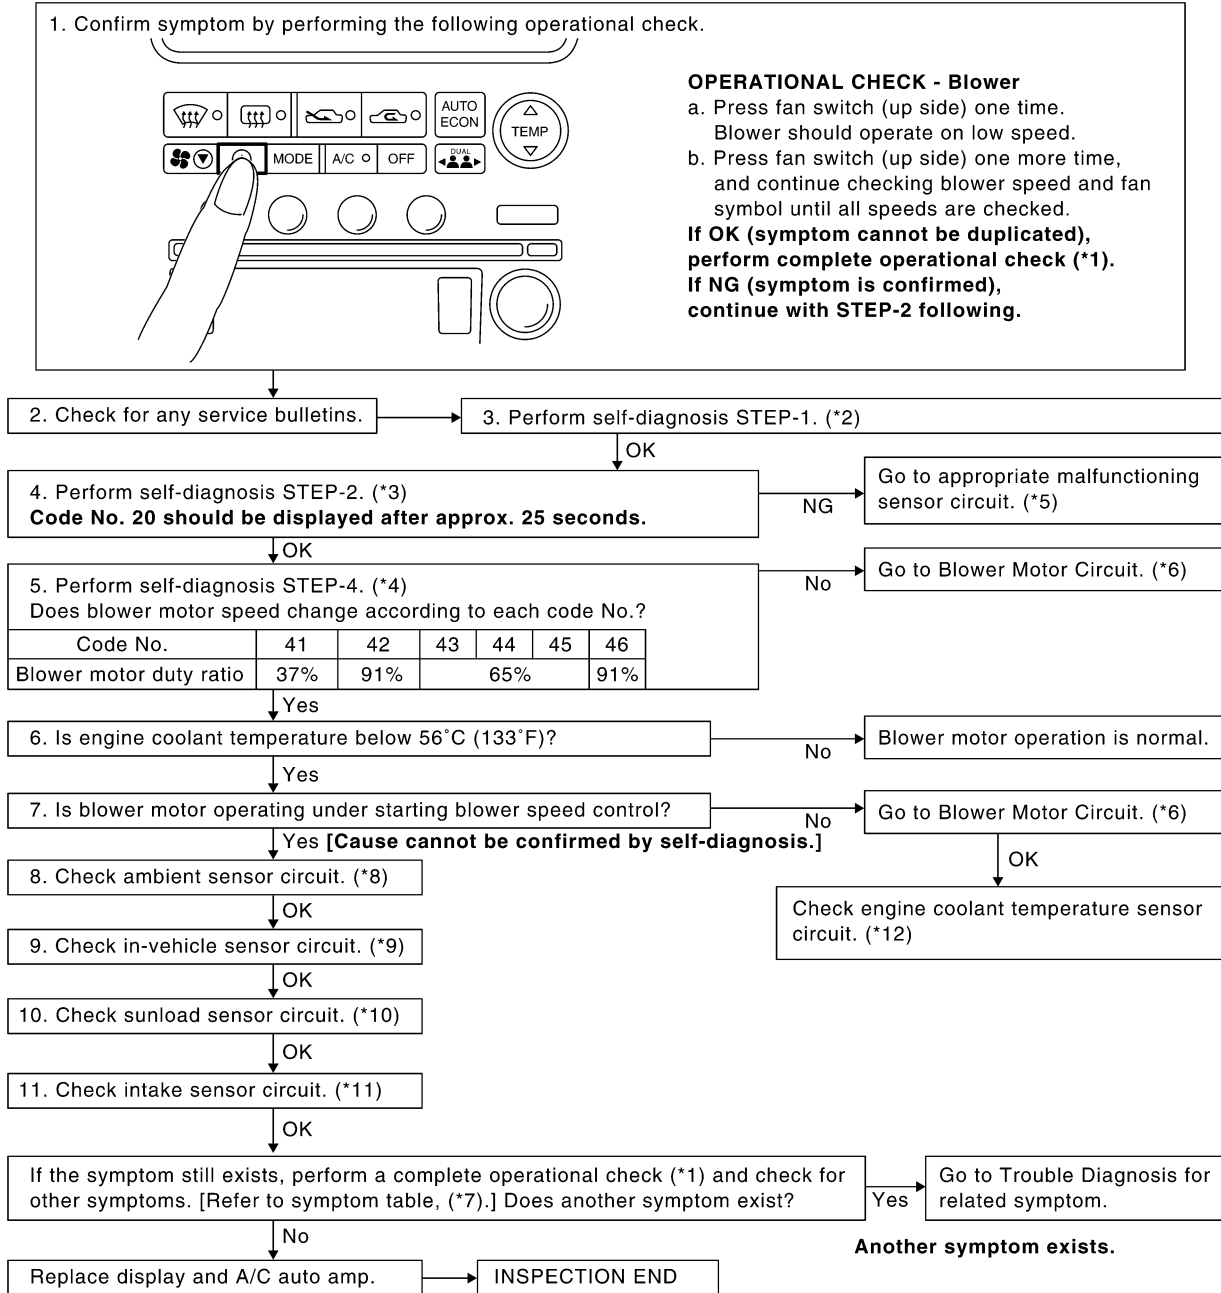 1. Confirm symptom by performing the following operational check.
AUTO
ECON
TEMP
MODE
A/C
OFF
DUAL
OPERATIONAL CHECK - Blower
a. Press fan switch (up side) one time.
Blower should operate on low speed.
b. Press fan switch (up side) one more time,
and continue checking blower speed and fan
symbol until all speeds are checked.
If OK (symptom cannot be duplicated),
perform complete operational check (*1).
If NG (symptom is confirmed),
continue with STEP-2 following.
2. Check for any service bulletins.
3. Perform self-diagnosis STEP-1. (*2)
OK
4. Perform self-diagnosis STEP-2. (*3)
Code No. 20 should be displayed after approx. 25 seconds.
NG
Go to appropriate malfunctioning
sensor circuit. (*5)
OK
5. Perform self-diagnosis STEP-4. (*4)
Does blower motor speed change according to each code No.?
No
Go to Blower Motor Circuit. (*6)
Code No. 41 42 43 44 45 46
Blower motor duty ratio 37% 91% 65% 91%
Yes
6. Is engine coolant temperature below 56˚C (133˚F)?
No
Blower motor operation is normal.
Yes
7. Is blower motor operating under starting blower speed control?
No
Go to Blower Motor Circuit. (*6)
Yes [Cause cannot be confirmed by self-diagnosis.]
OK
Check engine coolant temperature sensor
circuit. (*12)
8. Check ambient sensor circuit. (*8)
OK
9. Check in-vehicle sensor circuit. (*9)
OK
10. Check sunload sensor circuit. (*10)
OK
11. Check intake sensor circuit. (*11)
OK
If the symptom still exists, perform a complete operational check (*1) and check for
other symptoms. [Refer to symptom table, (*7).] Does another symptom exist?
Yes
Go to Trouble Diagnosis for
related symptom.
Another symptom exists.
No
Replace display and A/C auto amp.
INSPECTION END